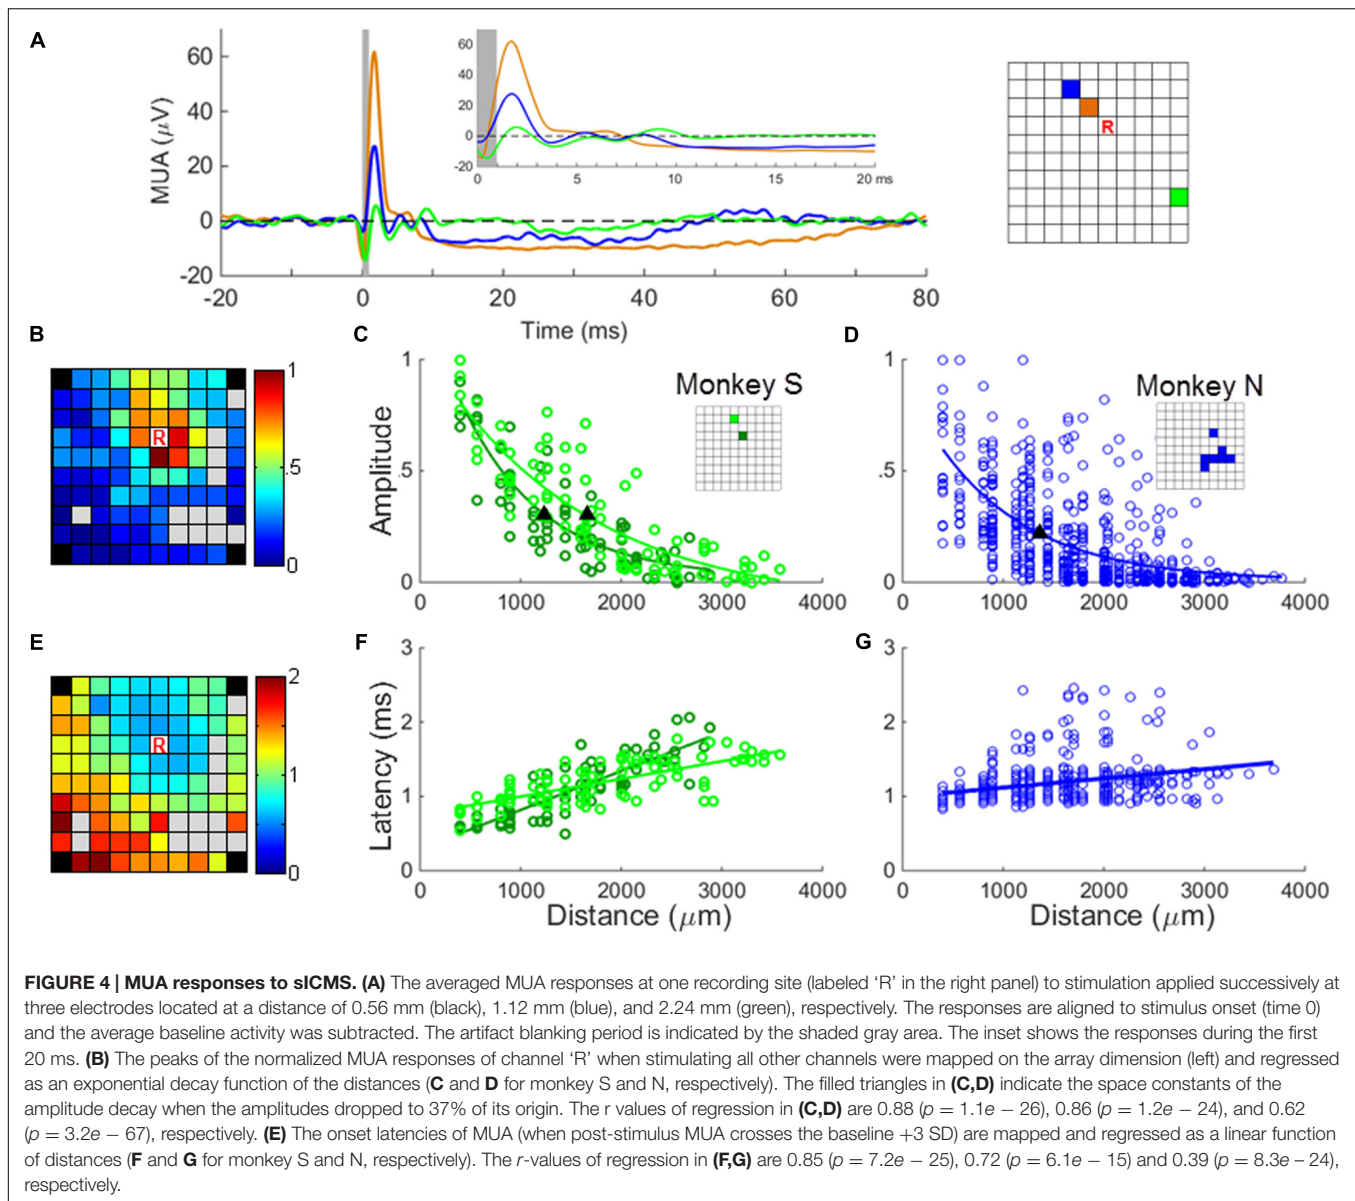 A
MUA (μV)
60
40
20
0
-20
-20
0
20
40
60
80
Time (ms)
60
40
20
0
-20
0
5
10
15
20 ms
R
B
R
1
.5
0
C
Amplitude
1
.5
0
0
1000
2000
3000
4000
Monkey S
D
1
.5
0
0
1000
2000
3000
4000
Monkey N
E
R
2
1
0
F
Latency (ms)
3
2
1
0
0
1000
2000
3000
4000
Distance (μm)
G
3
2
1
0
0
1000
2000
3000
4000
Distance (μm)
FIGURE 4 | MUA responses to sICMS. (A) The averaged MUA responses at one recording site (labeled ‘R’ in the right panel) to stimulation applied successively at
three electrodes located at a distance of 0.56 mm (black), 1.12 mm (blue), and 2.24 mm (green), respectively. The responses are aligned to stimulus onset (time 0)
and the average baseline activity was subtracted. The artifact blanking period is indicated by the shaded gray area. The inset shows the responses during the first
20 ms. (B) The peaks of the normalized MUA responses of channel ‘R’ when stimulating all other channels were mapped on the array dimension (left) and regressed
as an exponential decay function of the distances (C and D for monkey S and N, respectively). The filled triangles in (C,D) indicate the space constants of the
amplitude decay when the amplitudes dropped to 37% of its origin. The r values of regression in (C,D) are 0.88 (p = 1.1e − 26), 0.86 (p = 1.2e − 24), and 0.62
(p = 3.2e − 67), respectively. (E) The onset latencies of MUA (when post-stimulus MUA crosses the baseline +3 SD) are mapped and regressed as a linear function
of distances (F and G for monkey S and N, respectively). The r-values of regression in (F,G) are 0.85 (p = 7.2e − 25), 0.72 (p = 6.1e − 15) and 0.39 (p = 8.3e – 24),
respectively.